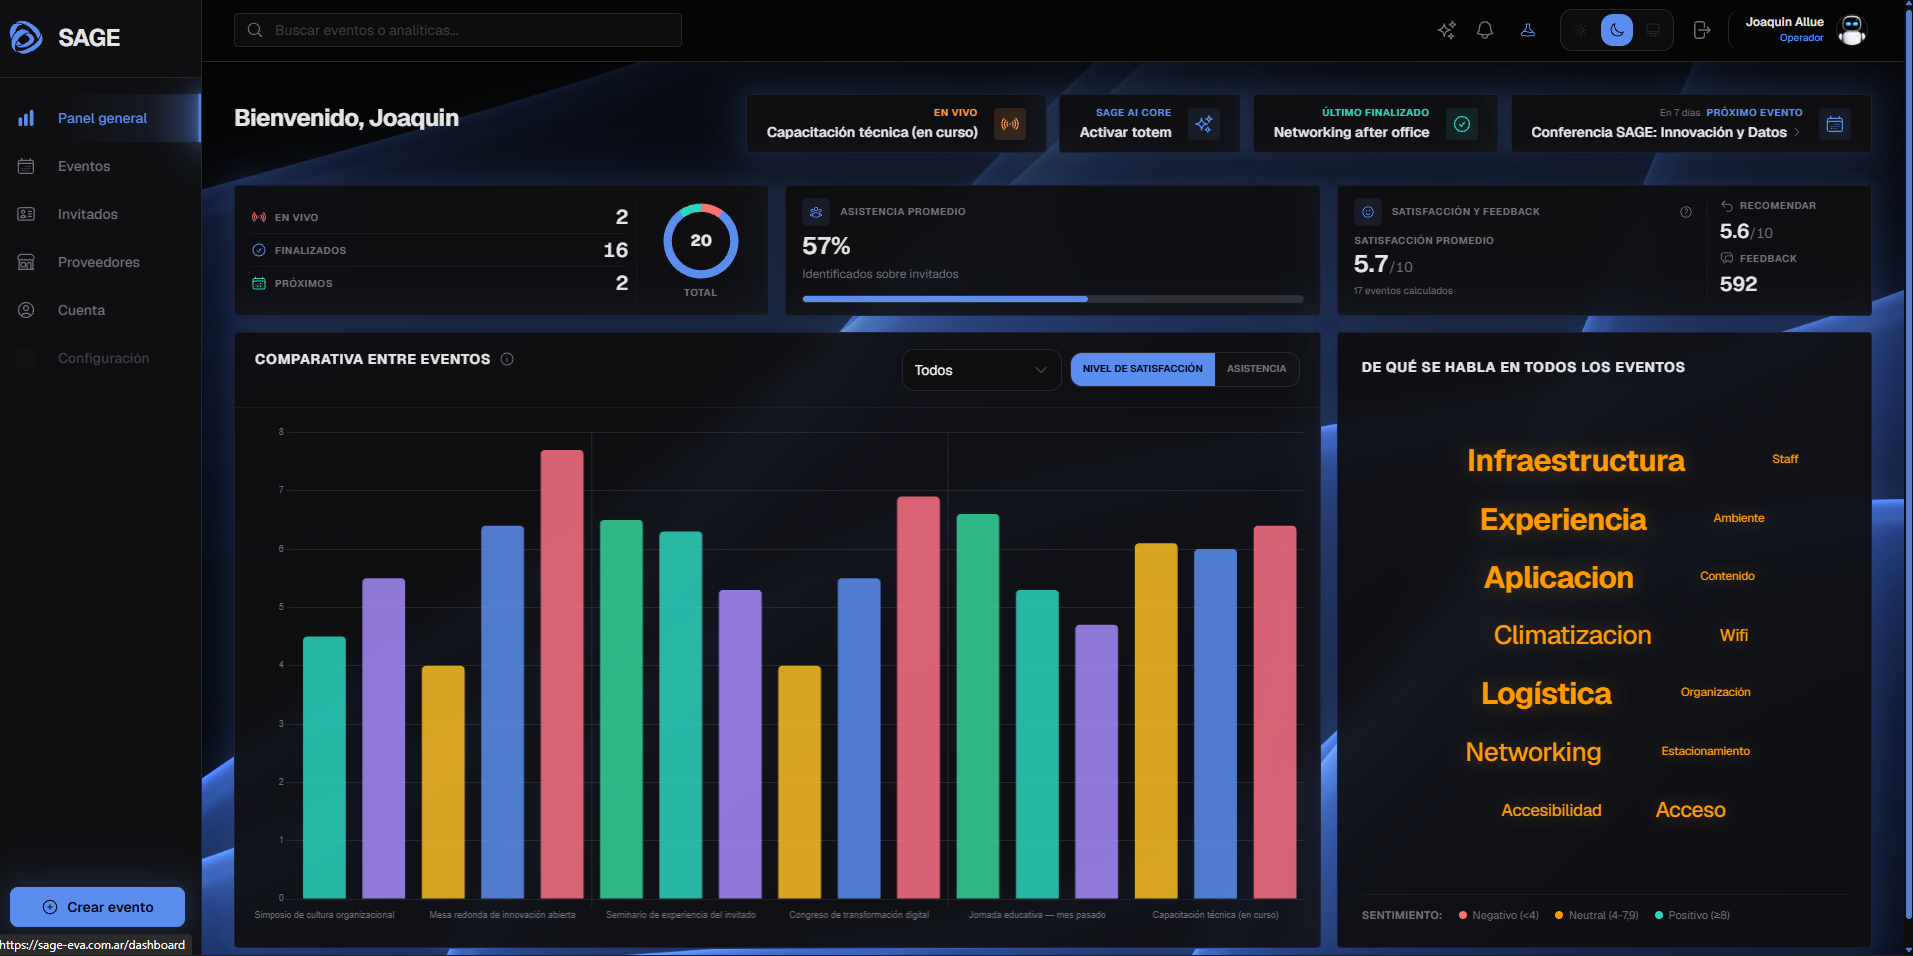 SAGE
Buscar eventos o analíticas...
Joaquin Allue
Operador
Panel general
Eventos
Invitados
Proveedores
Cuenta
Configuración
Crear evento
https://sage-eva.com.ar/dashboard
Bienvenido, Joaquin
EN VIVO
Capacitación técnica (en curso)
SAGE AI CORE
Activar totem
ÚLTIMO FINALIZADO
Networking after office
En 7 días PRÓXIMO EVENTO
Conferencia SAGE: Innovación y Datos
EN VIVO 2
FINALIZADOS 16
PRÓXIMOS 2
20
TOTAL
ASISTENCIA PROMEDIO
57%
Identificados sobre invitados
SATISFACCIÓN Y FEEDBACK
SATISFACCIÓN PROMEDIO
5.7/10
17 eventos calculados
RECOMENDAR
5.6/10
FEEDBACK
592
COMPARATIVA ENTRE EVENTOS
Todos
NIVEL DE SATISFACCIÓN
ASISTENCIA
8
7
6
5
4
3
2
1
0
Simposio de cultura organizacional
Mesa redonda de innovación abierta
Seminario de experiencia del invitado
Congreso de transformación digital
Jornada educativa — mes pasado
Capacitación técnica (en curso)
DE QUÉ SE HABLA EN TODOS LOS EVENTOS
Infraestructura
Staff
Experiencia
Ambiente
Aplicacion
Contenido
Climatizacion
Wifi
Logística
Organización
Networking
Estacionamiento
Accesibilidad
Acceso
SENTIMIENTO: Negativo (<4) Neutral (4-7,9) Positivo (≥8)